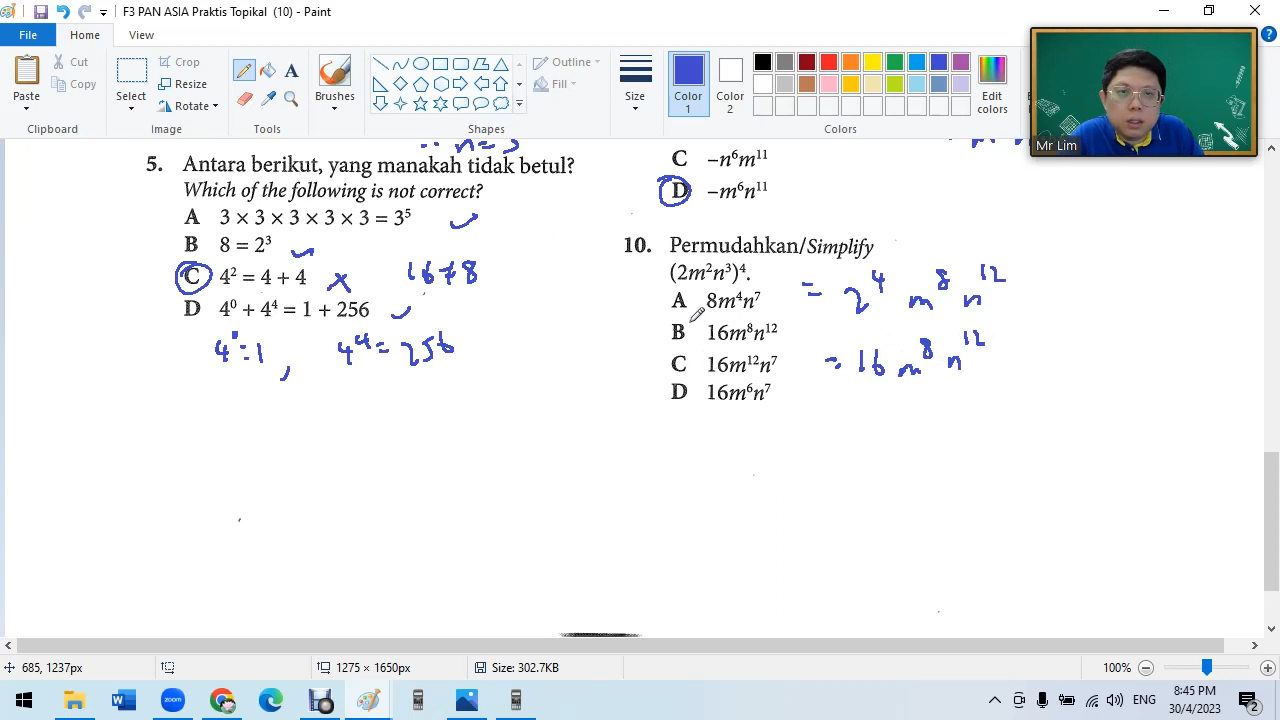 F3 PAN ASIA Praktis Topikal (10) - Paint
File Home View
Paste
Cut
Copy
Clipboard
Select
Crop
Resize
Rotate
Image
Tools
Brushes
Shapes
Outline
Fill
Size
Color 1
Color 2
Edit colors
Colors
Mr Lim
∴ n = 3
5. Antara berikut, yang manakah tidak betul?
Which of the following is not correct?
A 3 × 3 × 3 × 3 × 3 = 3⁵
B 8 = 2³
C 4² = 4 + 4 16 ≠ 8
D 4⁰ + 4⁴ = 1 + 256
4⁰ = 1 , 4⁴ = 256
C –n⁶m¹¹
D –m⁶n¹¹
10. Permudahkan/Simplify
(2m²n³)⁴.
A 8m⁴n⁷
B 16m⁸n¹²
C 16m¹²n⁷
D 16m⁶n⁷
= 2⁴ m⁸ n¹²
= 16 m⁸ n¹²
685, 1237px
1275 × 1650px
Size: 302.7KB
100%
zoom
ENG
8:45 PM
30/4/2023
2